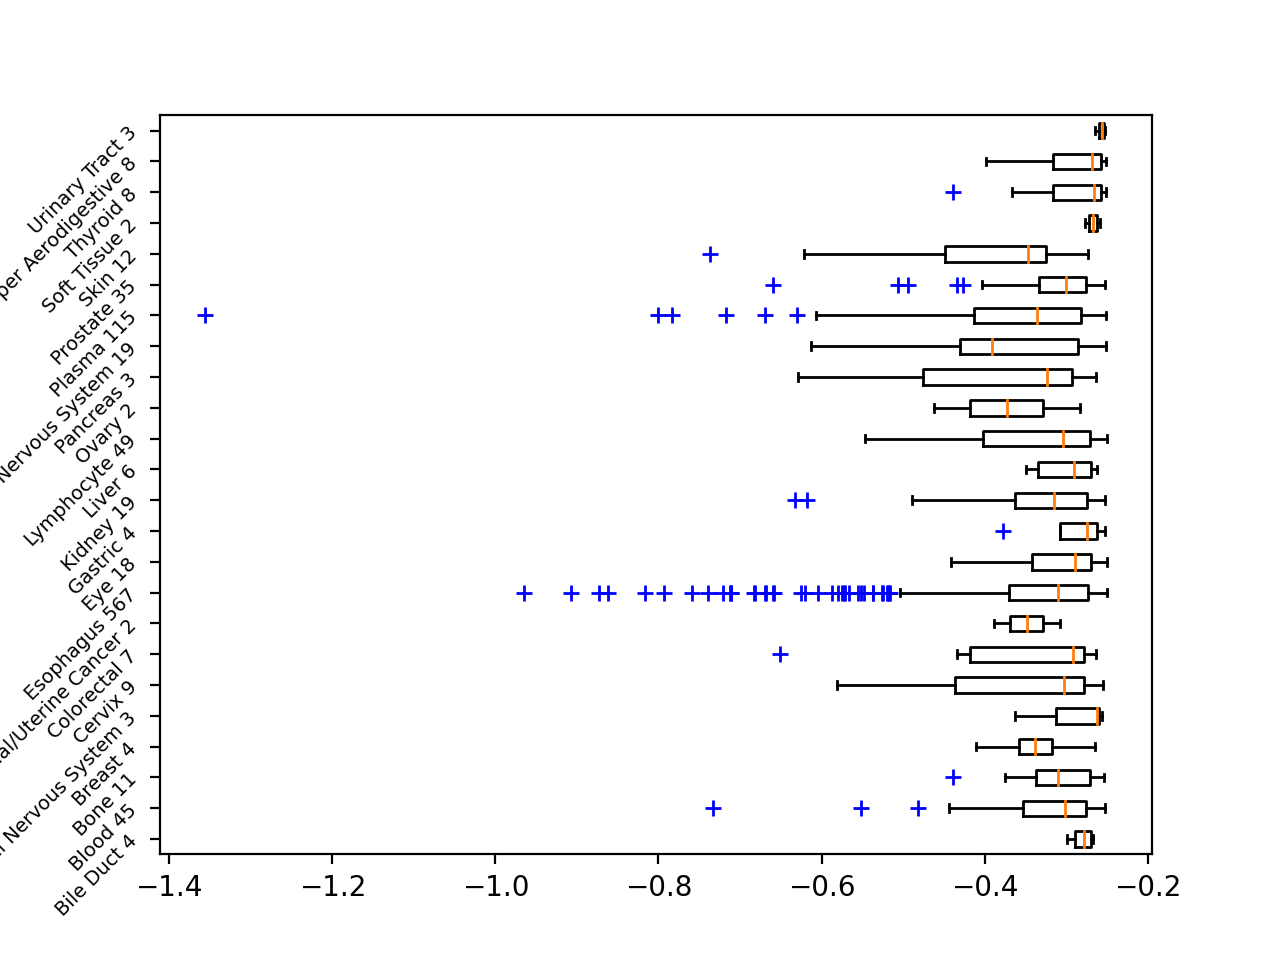 Urinary Tract 3
per Aerodigestive 8
Thyroid 8
Soft Tissue 2
Skin 12
Prostate 35
Plasma 115
Nervous System 19
Pancreas 3
Ovary 2
Lymphocyte 49
Liver 6
Kidney 19
Gastric 4
Eye 18
Esophagus 567
al/Uterine Cancer 2
Colorectal 7
Cervix 9
Nervous System 3
Breast 4
Bone 11
Blood 45
Bile Duct 4
−1.4 −1.2 −1.0 −0.8 −0.6 −0.4 −0.2